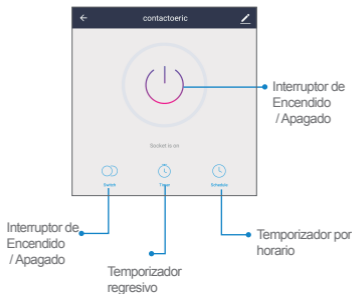 contactoeric
Interruptor de
Encendido
/ Apagado
Socket is on
Switch
Timer
Schedule
Interruptor de
Encendido
/ Apagado
Temporizador
regresivo
Temporizador por
horario